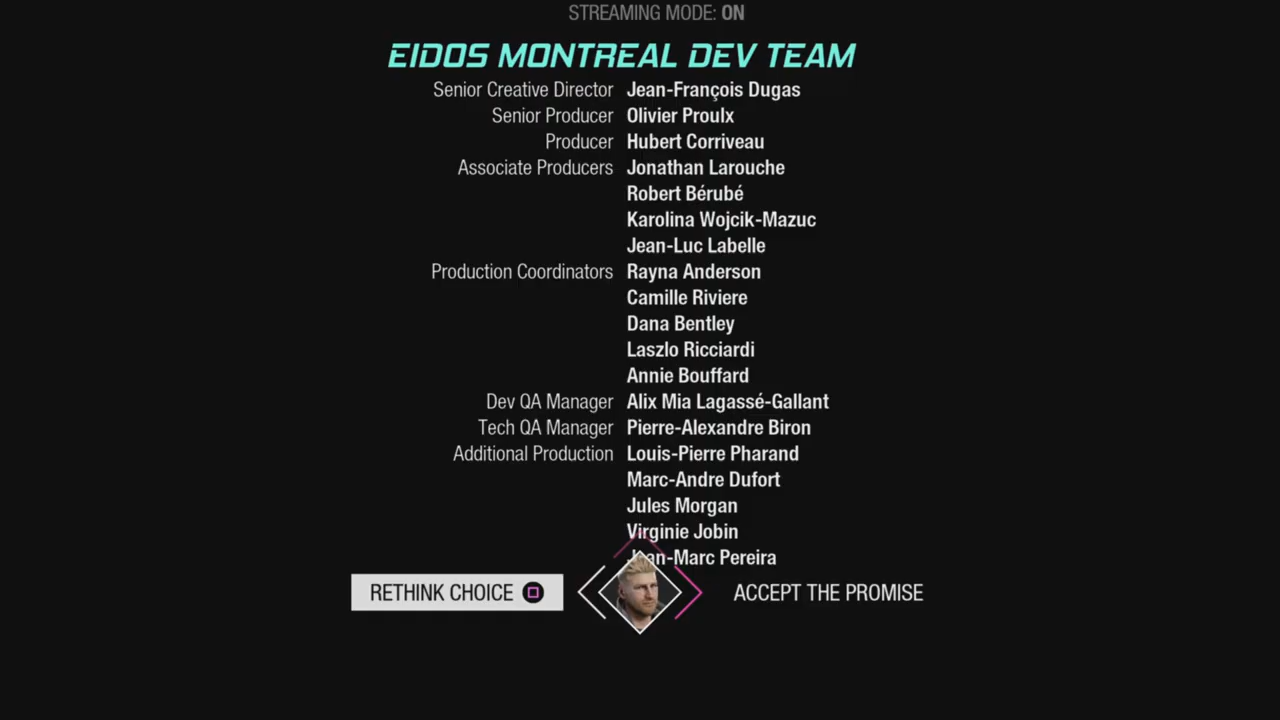 STREAMING MODE: ON
EIDOS MONTREAL DEV TEAM
Senior Creative Director Jean-François Dugas
Senior Producer Olivier Proulx
Producer Hubert Corriveau
Associate Producers Jonathan Larouche
Robert Bérubé
Karolina Wojcik-Mazuc
Jean-Luc Labelle
Production Coordinators Rayna Anderson
Camille Riviere
Dana Bentley
Laszlo Ricciardi
Annie Bouffard
Dev QA Manager Alix Mia Lagassé-Gallant
Tech QA Manager Pierre-Alexandre Biron
Additional Production Louis-Pierre Pharand
Marc-Andre Dufort
Jules Morgan
Virginie Jobin
Jean-Marc Pereira
RETHINK CHOICE ACCEPT THE PROMISE